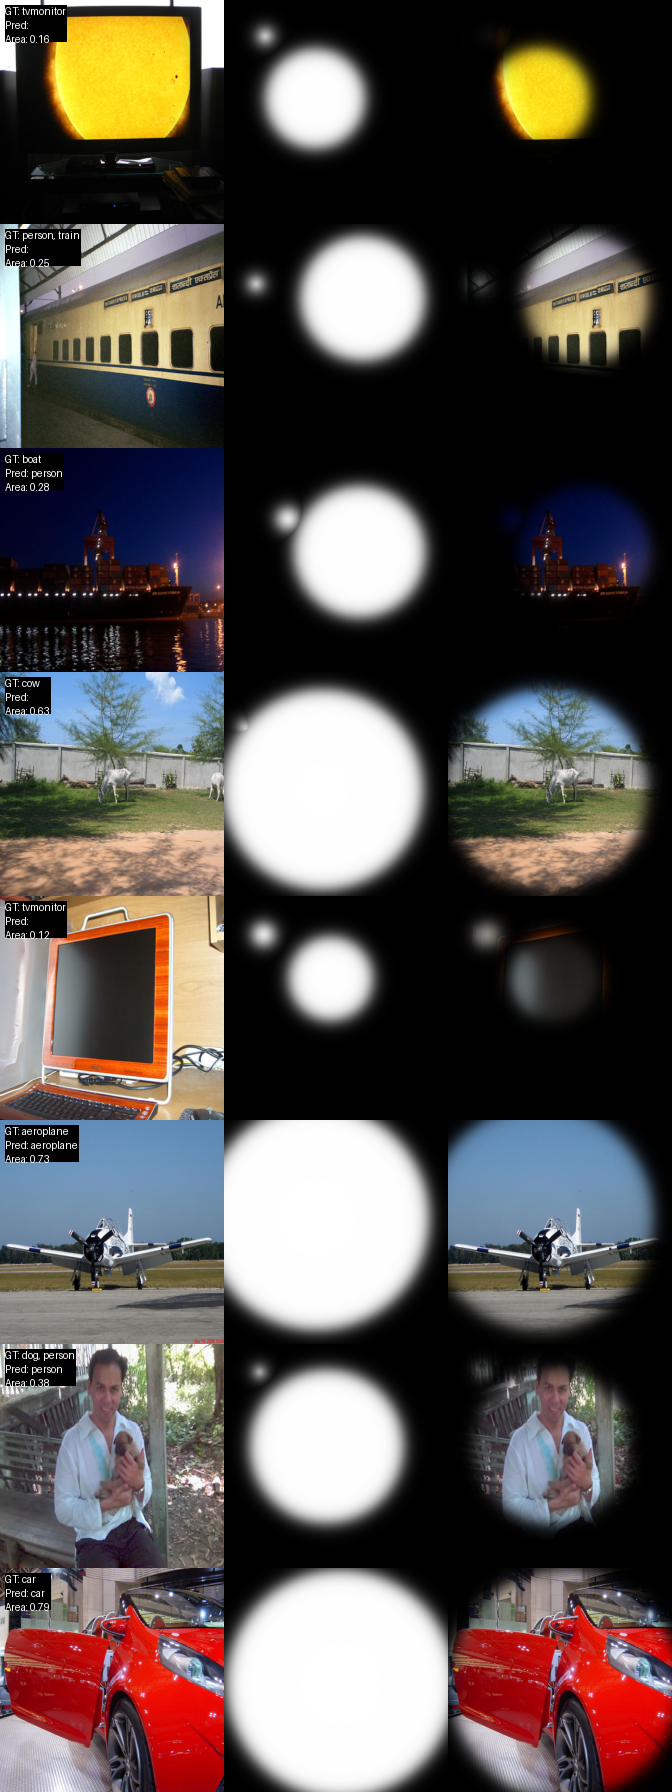 GT: tvmonitor
Pred:
Area: 0.16
GT: person, train
Pred:
Area: 0.25
GT: boat
Pred: person
Area: 0.28
GT: cow
Pred:
Area: 0.63
GT: tvmonitor
Pred:
Area: 0.12
GT: aeroplane
Pred: aeroplane
Area: 0.73
GT: dog, person
Pred: person
Area: 0.38
GT: car
Pred: car
Area: 0.79